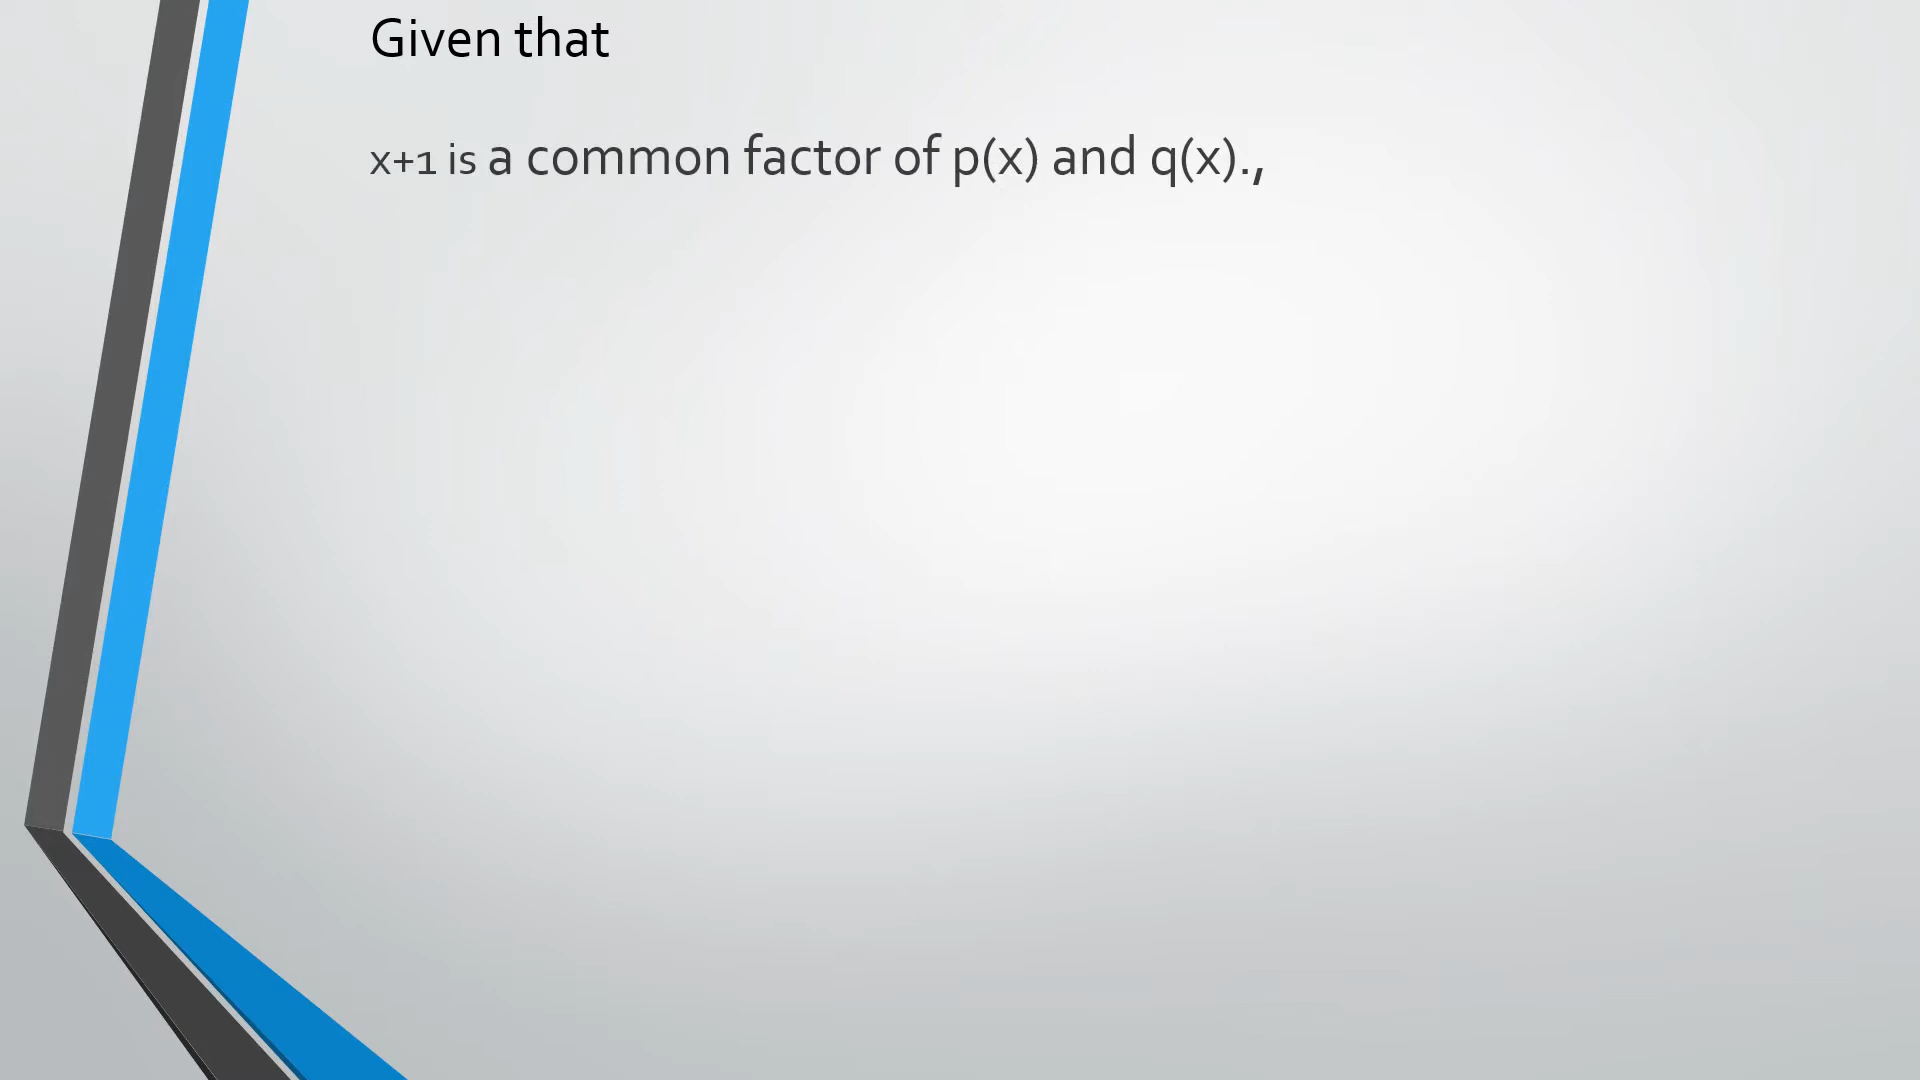 Given that
x+1 is a common factor of p(x) and q(x).,